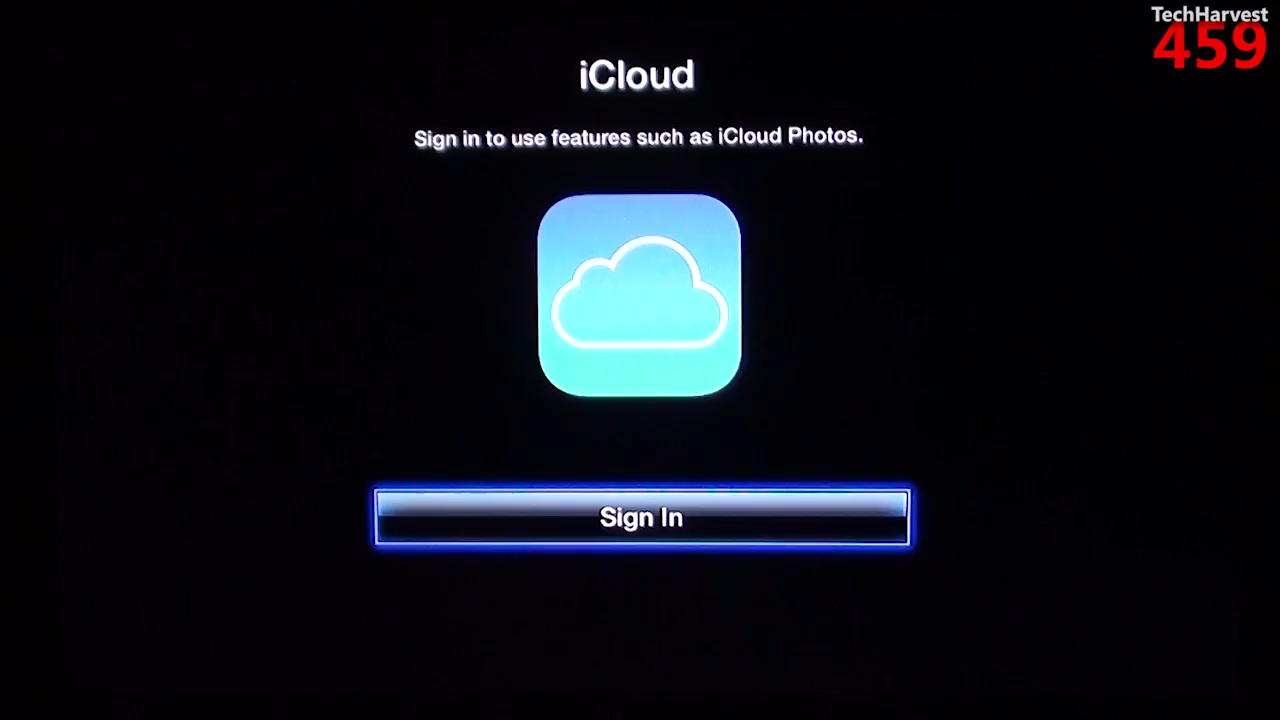 TechHarvest
459
iCloud
Sign in to use features such as iCloud Photos.
Sign In